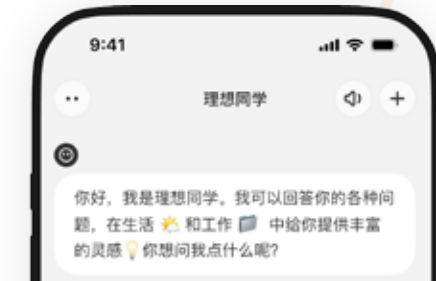 9:41
理想同学
你好，我是理想同学。我可以回答你的各种问
题，在生活 🌤️ 和工作 📁 中给你提供丰富
的灵感💡你想问我点什么呢?